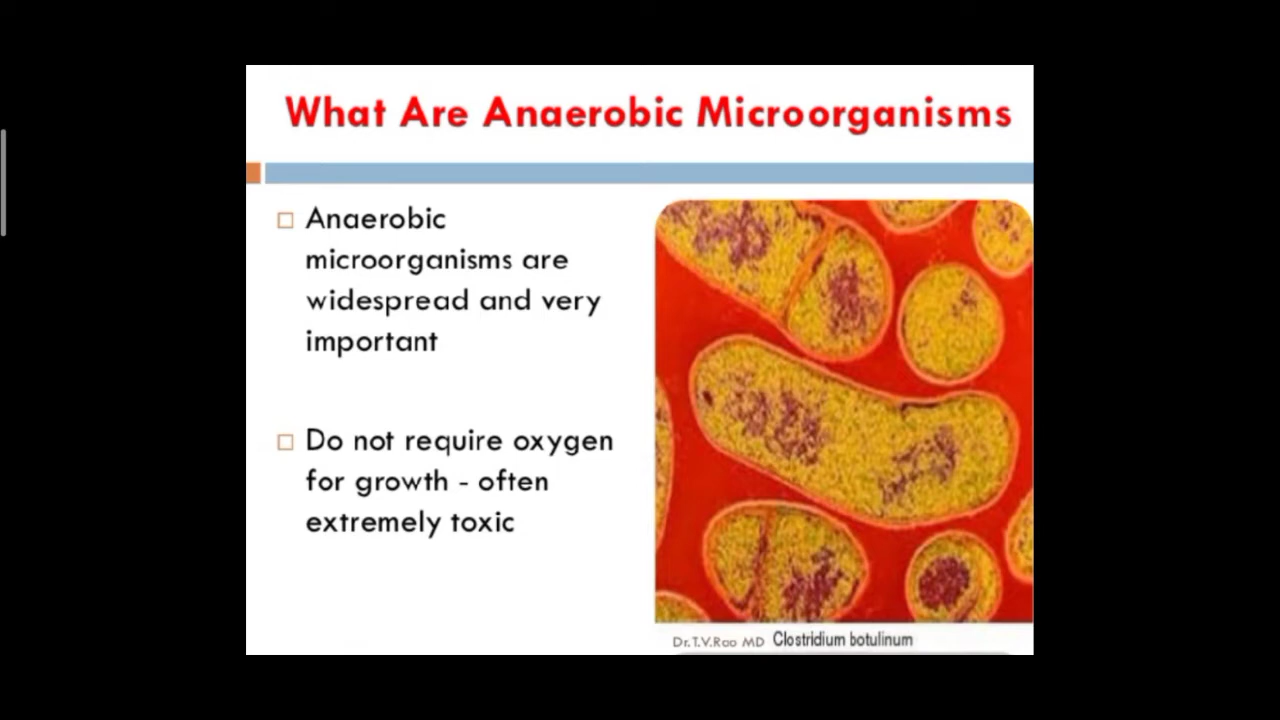 What Are Anaerobic Microorganisms
Anaerobic
microorganisms are
widespread and very
important
Do not require oxygen
for growth - often
extremely toxic
Dr.T.V.Rao MD Clostridium botulinum